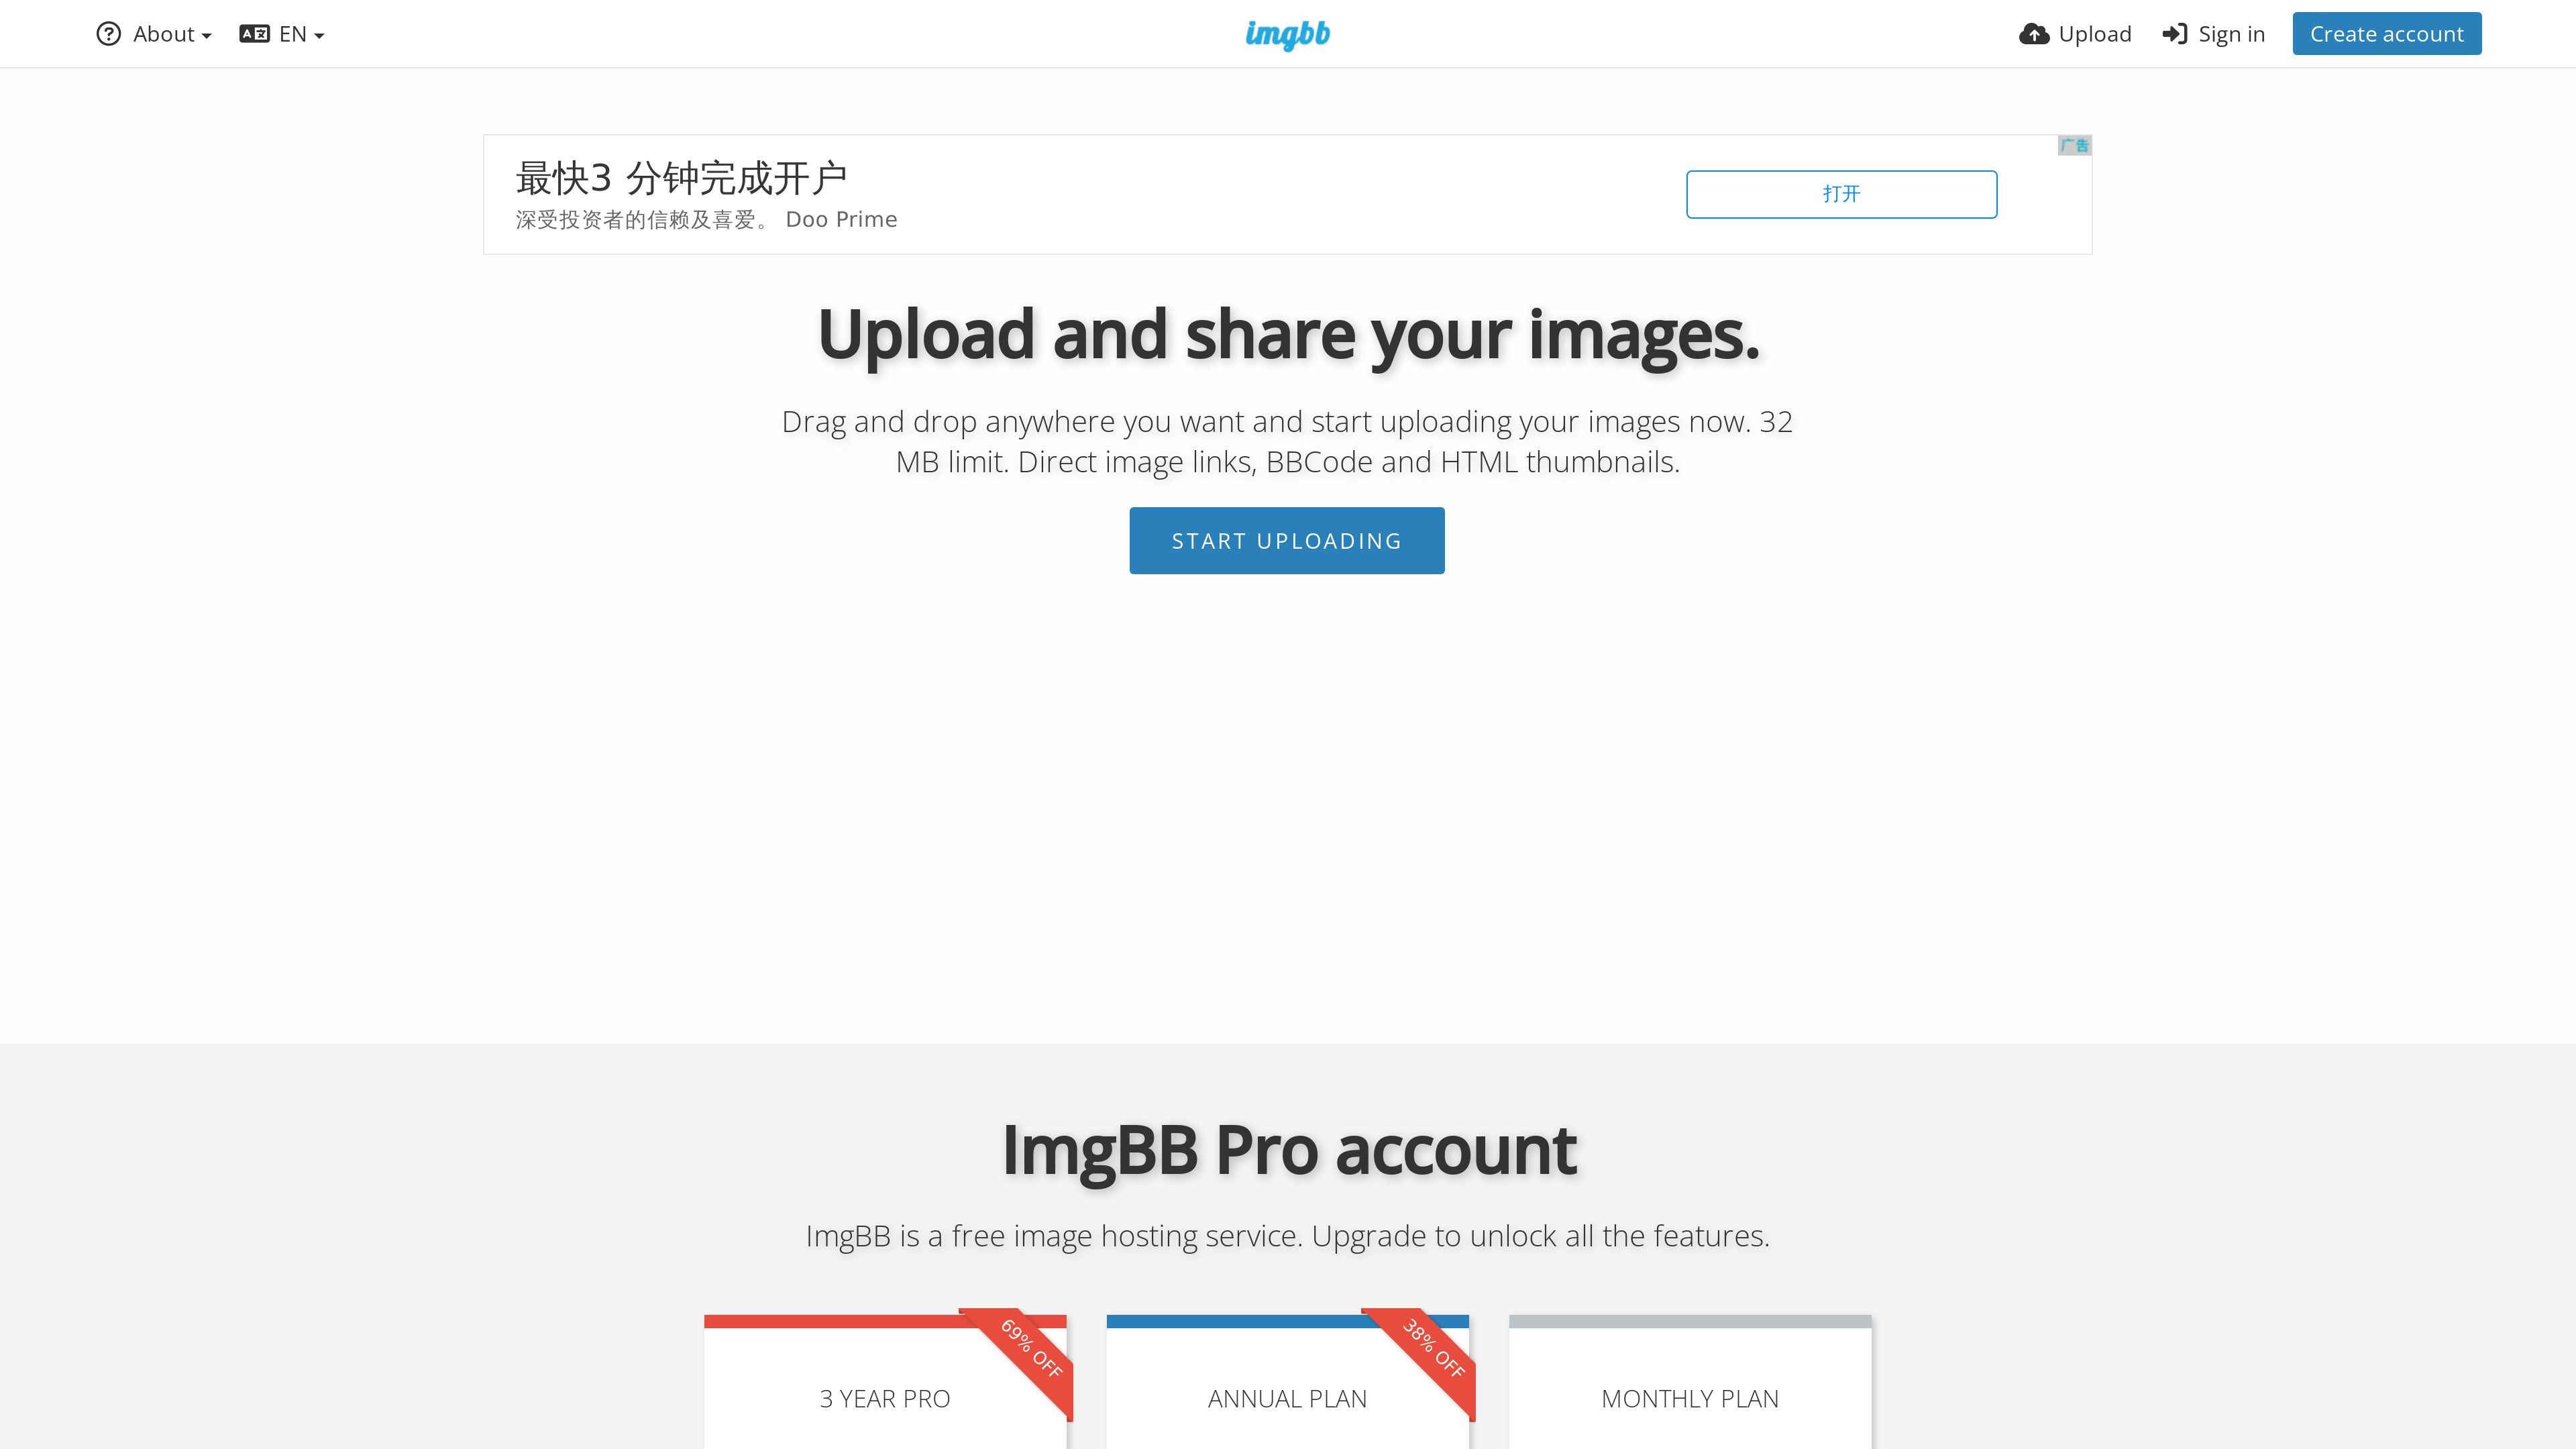 About EN imgbb Upload Sign in Create account
广告
最快3 分钟完成开户
深受投资者的信赖及喜爱。 Doo Prime
打开
Upload and share your images.
Drag and drop anywhere you want and start uploading your images now. 32
MB limit. Direct image links, BBCode and HTML thumbnails.
START UPLOADING
ImgBB Pro account
ImgBB is a free image hosting service. Upgrade to unlock all the features.
69% OFF
3 YEAR PRO
38% OFF
ANNUAL PLAN
MONTHLY PLAN